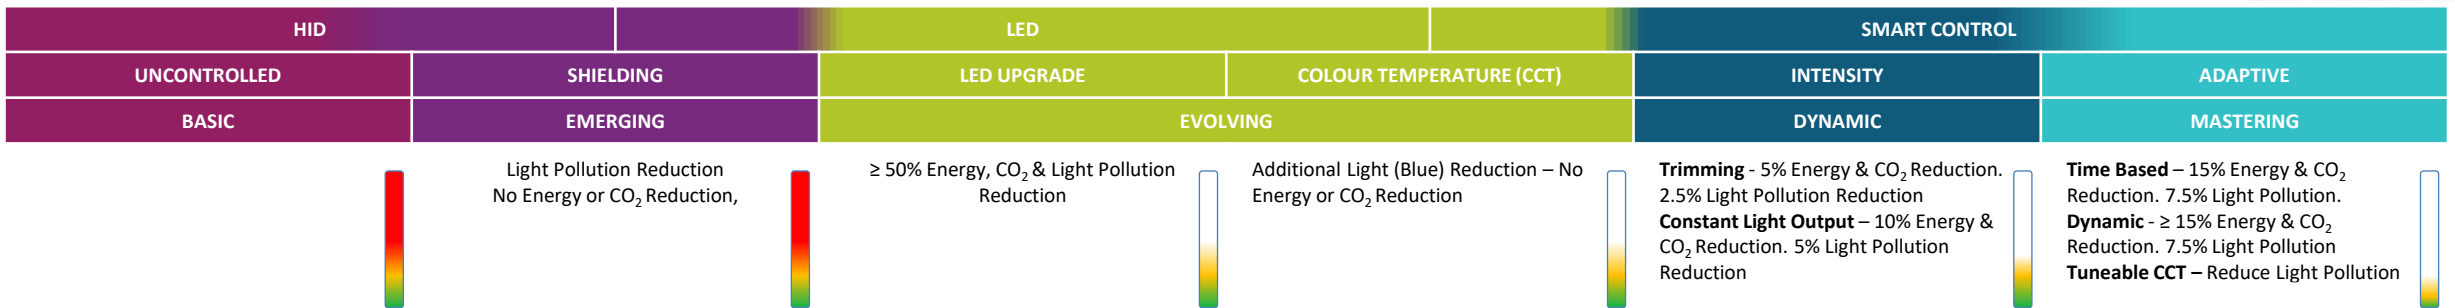 HID LED SMART CONTROL
UNCONTROLLED SHIELDING LED UPGRADE COLOUR TEMPERATURE (CCT) INTENSITY ADAPTIVE
BASIC EMERGING EVOLVING DYNAMIC MASTERING
Light Pollution Reduction
No Energy or CO₂ Reduction,
≥ 50% Energy, CO₂ & Light Pollution
Reduction
Additional Light (Blue) Reduction – No
Energy or CO₂ Reduction
Trimming - 5% Energy & CO₂ Reduction.
2.5% Light Pollution Reduction
Constant Light Output – 10% Energy &
CO₂ Reduction. 5% Light Pollution
Reduction
Time Based – 15% Energy & CO₂
Reduction. 7.5% Light Pollution.
Dynamic - ≥ 15% Energy & CO₂
Reduction. 7.5% Light Pollution
Tuneable CCT – Reduce Light Pollution